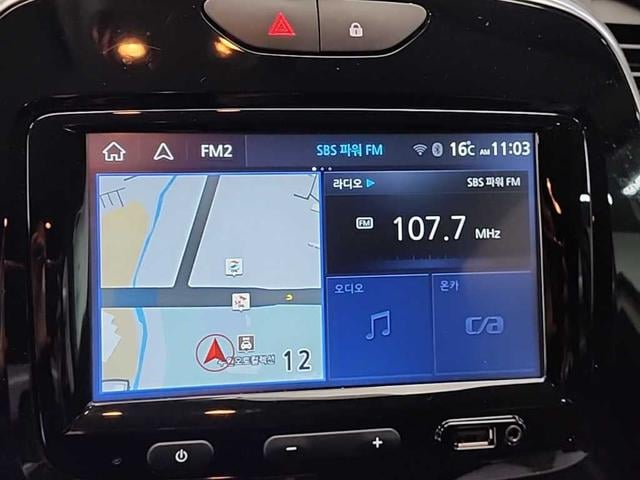 FM2 SBS 파워 FM 16℃ AM 11:03
라디오 SBS 파워 FM
FM 107.7 MHz
오디오 온카
ca
12